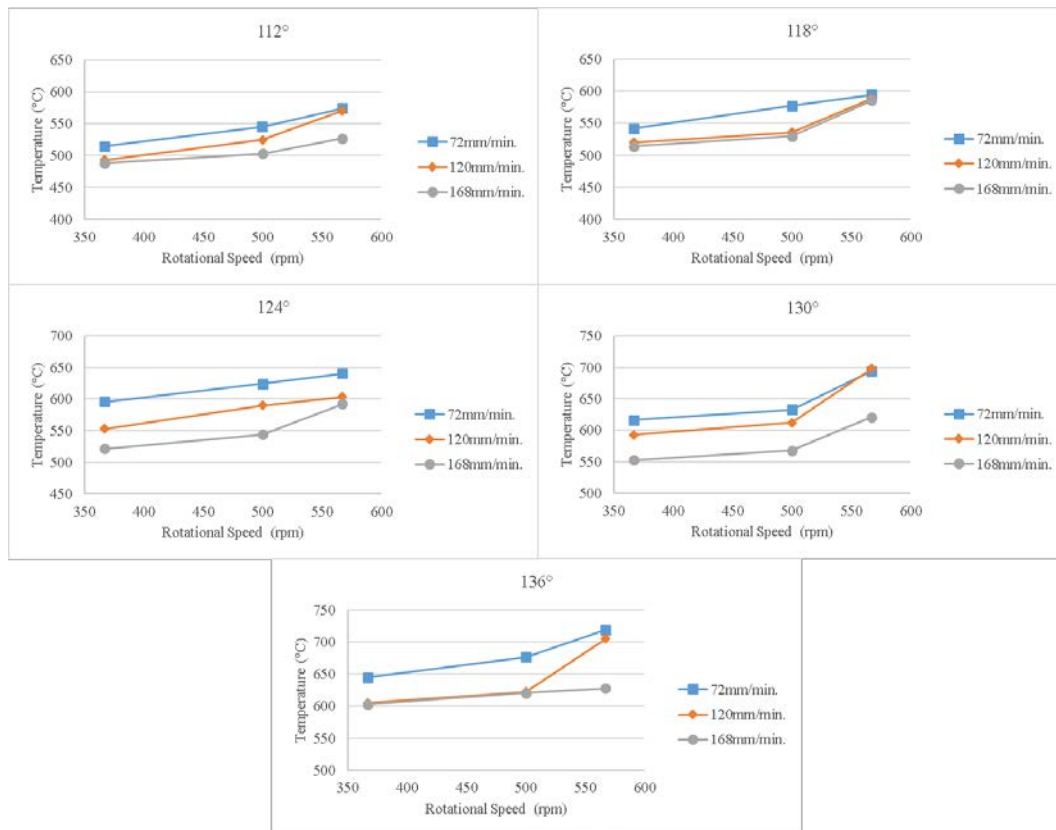 112°
650
600
550
500
450
400
Temperature (°C)
350 400 450 500 550 600
Rotational Speed (rpm)
72mm/min.
120mm/min.
168mm/min.
118°
650
600
550
500
450
400
Temperature (°C)
350 400 450 500 550 600
Rotational Speed (rpm)
72mm/min.
120mm/min.
168mm/min.
124°
700
650
600
550
500
450
Temperature (°C)
350 400 450 500 550 600
Rotational Speed (rpm)
72mm/min.
120mm/min.
168mm/min.
130°
750
700
650
600
550
500
Temperature (°C)
350 400 450 500 550 600
Rotational Speed (rpm)
72mm/min.
120mm/min.
168mm/min.
136°
750
700
650
600
550
500
Temperature (°C)
350 400 450 500 550 600
Rotational Speed (rpm)
72mm/min.
120mm/min.
168mm/min.